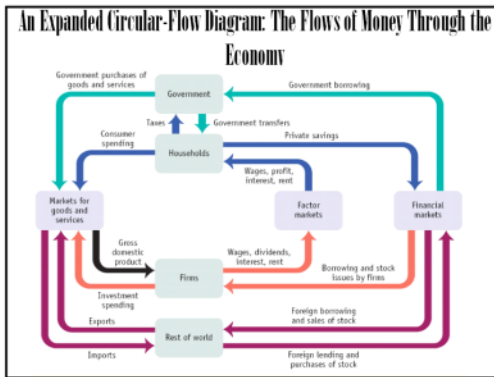 An Expanded Circular-Flow Diagram: The Flows of Money Through the
Economy
Government purchases of
goods and services
Government
Government borrowing
Taxes
Government transfers
Consumer
spending
Households
Private savings
Wages, profit,
interest, rent
Markets for
goods and
services
Factor
markets
Financial
markets
Gross
domestic
product
Wages, dividends,
interest, rent
Firms
Borrowing and stock
issues by firms
Investment
spending
Exports
Foreign borrowing
and sales of stock
Rest of world
Imports
Foreign lending and
purchases of stock